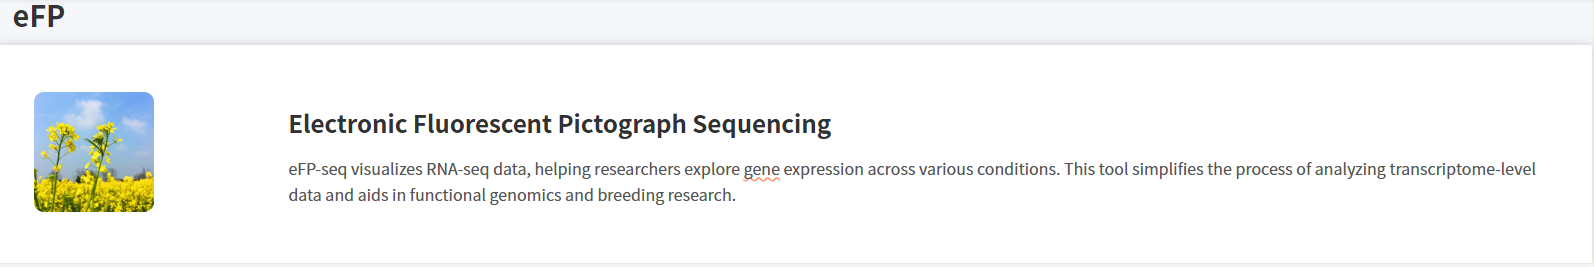 eFP
Electronic Fluorescent Pictograph Sequencing
eFP-seq visualizes RNA-seq data, helping researchers explore gene expression across various conditions. This tool simplifies the process of analyzing transcriptome-level
data and aids in functional genomics and breeding research.